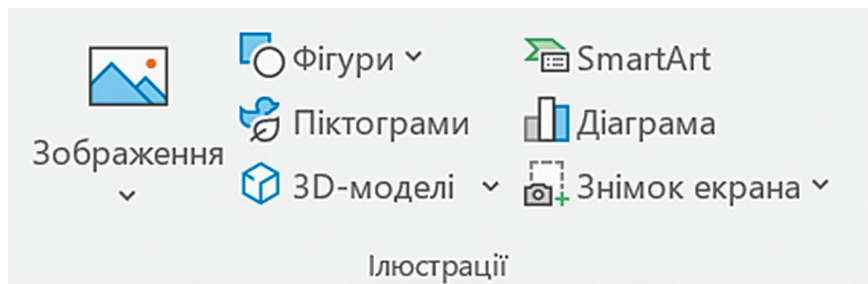 Зображення
Фігури
Піктограми
3D-моделі
SmartArt
Діаграма
Знімок екрана
Ілюстрації